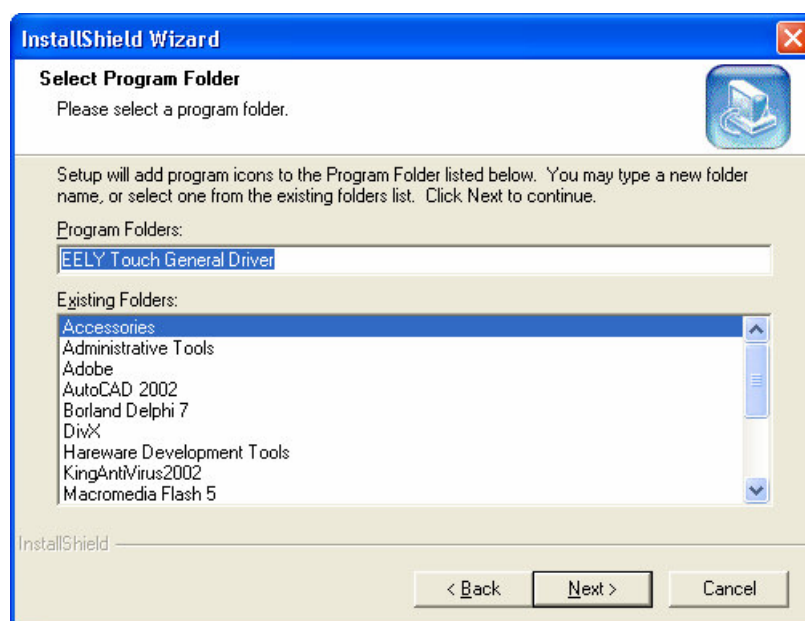 InstallShield Wizard
Select Program Folder
Please select a program folder.
Setup will add program icons to the Program Folder listed below. You may type a new folder
name, or select one from the existing folders list. Click Next to continue.
Program Folders:
EELY Touch General Driver
Existing Folders:
Accessories
Administrative Tools
Adobe
AutoCAD 2002
Borland Delphi 7
DivX
Hareware Development Tools
KingAntiVirus2002
Macromedia Flash 5
InstallShield
< Back
Next >
Cancel